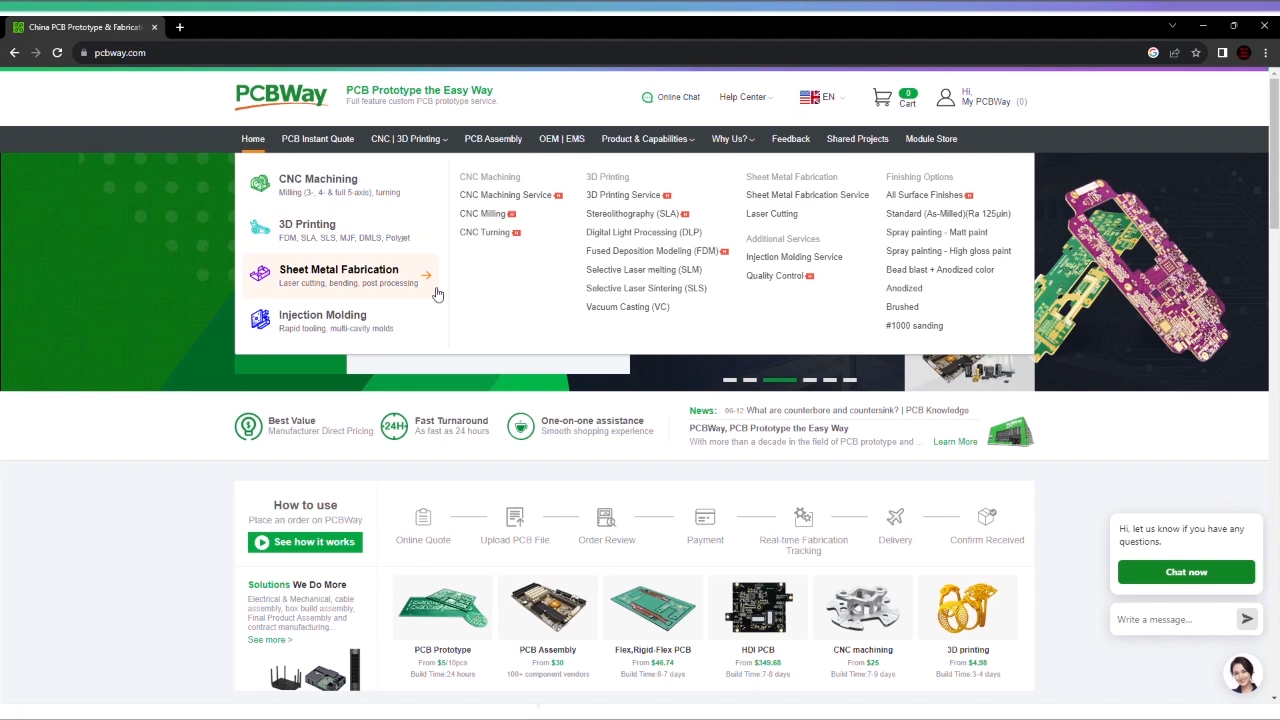 China PCB Prototype & Fabricat
pcbway.com
PCBWay
PCB Prototype the Easy Way
Full feature custom PCB prototype service.
Online Chat
Help Center
EN
0
Cart
Hi,
My PCBWay (0)
Home
PCB Instant Quote
CNC | 3D Printing
PCB Assembly
OEM | EMS
Product & Capabilities
Why Us?
Feedback
Shared Projects
Module Store
CNC Machining
Milling (3-, 4- & full 5-axis), turning
3D Printing
FDM, SLA, SLS, MJF, DMLS, Polyjet
Sheet Metal Fabrication
Laser cutting, bending, post processing
Injection Molding
Rapid tooling, multi-cavity molds
CNC Machining
CNC Machining Service
CNC Milling
CNC Turning
3D Printing
3D Printing Service
Stereolithography (SLA)
Digital Light Processing (DLP)
Fused Deposition Modeling (FDM)
Selective Laser melting (SLM)
Selective Laser Sintering (SLS)
Vacuum Casting (VC)
Sheet Metal Fabrication
Sheet Metal Fabrication Service
Laser Cutting
Additional Services
Injection Molding Service
Quality Control
Finishing Options
All Surface Finishes
Standard (As-Milled)(Ra 125μin)
Spray painting - Matt paint
Spray painting - High gloss paint
Bead blast + Anodized color
Anodized
Brushed
#1000 sanding
Best Value
Manufacturer Direct Pricing
24H
Fast Turnaround
As fast as 24 hours
One-on-one assistance
Smooth shopping experience
News: 06-12 What are counterbore and countersink? | PCB Knowledge
PCBWay, PCB Prototype the Easy Way
With more than a decade in the field of PCB prototype and ... Learn More
How to use
Place an order on PCBWay
See how it works
Online Quote
Upload PCB File
Order Review
Payment
Real-time Fabrication
Tracking
Delivery
Confirm Received
Solutions We Do More
Electrical & Mechanical, cable
assembly, box build assembly,
Final Product Assembly and
contract manufacturing...
See more >
PCB Prototype
From $5/10pcs
Build Time:24 hours
PCB Assembly
From $30
100+ component vendors
Flex,Rigid-Flex PCB
From $46.74
Build Time:6-7 days
HDI PCB
From $349.68
Build Time:7-8 days
CNC machining
From $25
Build Time:7-9 days
3D printing
From $4.98
Build Time:3-4 days
Hi, let us know if you have any
questions.
Chat now
Write a message...